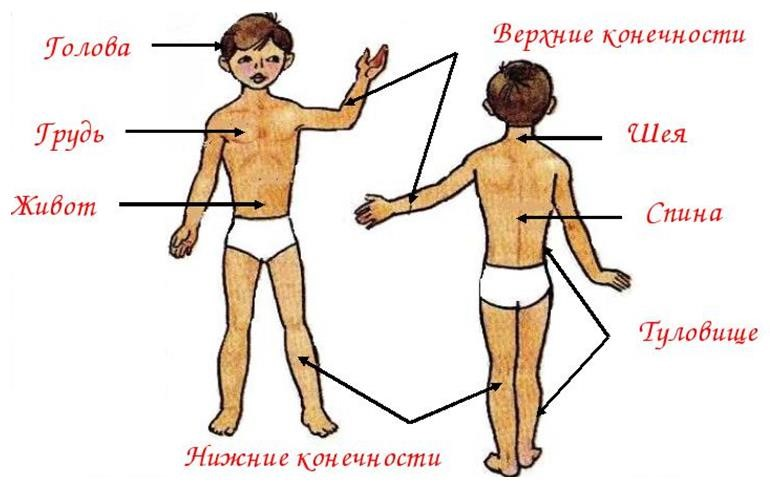 Голова
Верхние конечности
Грудь
Шея
Живот
Спина
Туловище
Нижние конечности